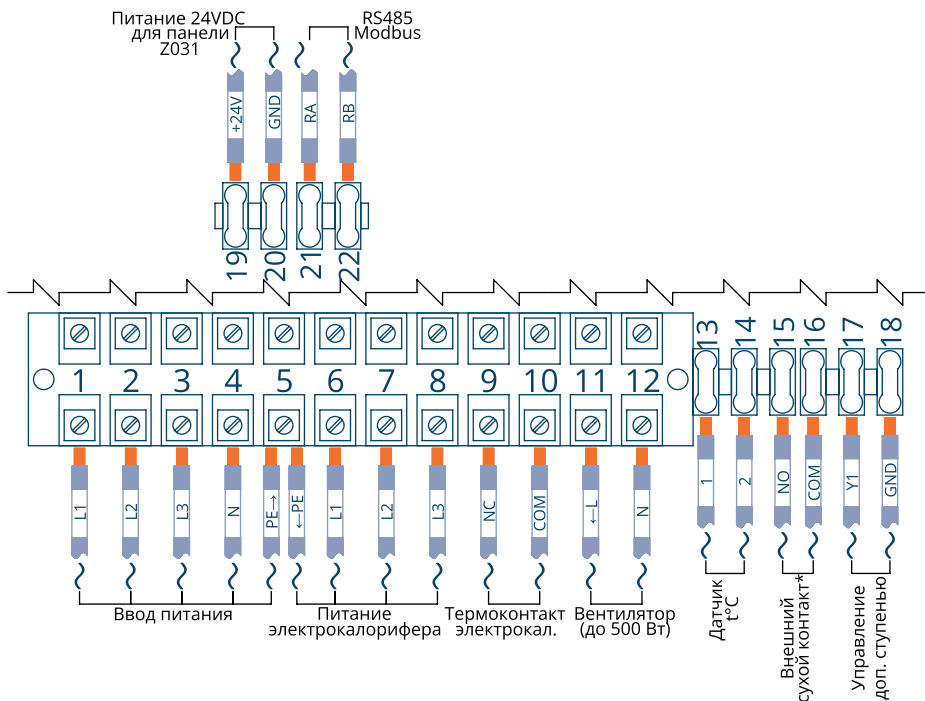 Питание 24VDC
для панели
Z031
RS485
Modbus
+24V
GND
RA
RB
19
20
21
22
1
2
3
4
5
6
7
8
9
10
11
12
13
14
15
16
17
18
L1
L2
L3
N
PE→
←PE
L1
L2
L3
NC
COM
←L
N
1
2
NO
COM
Y1
GND
Ввод питания
Питание
электрокалорифера
Термоконтакт
электрокал.
Вентилятор
(до 500 Вт)
Датчик
t°C
Внешний
сухой контакт*
Управление
доп. ступенью